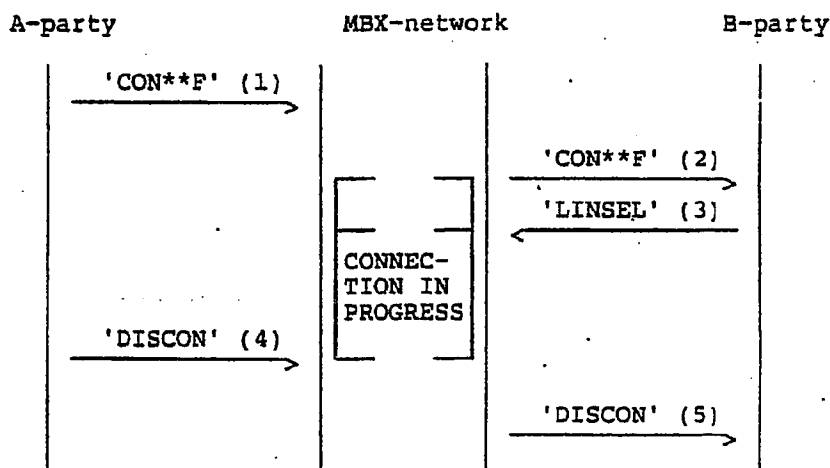 A-party MBX-network B-party
'CON**F' (1)
'CON**F' (2)
'LINSEL' (3)
CONNEC-
TION IN
PROGRESS
'DISCON' (4)
'DISCON' (5)